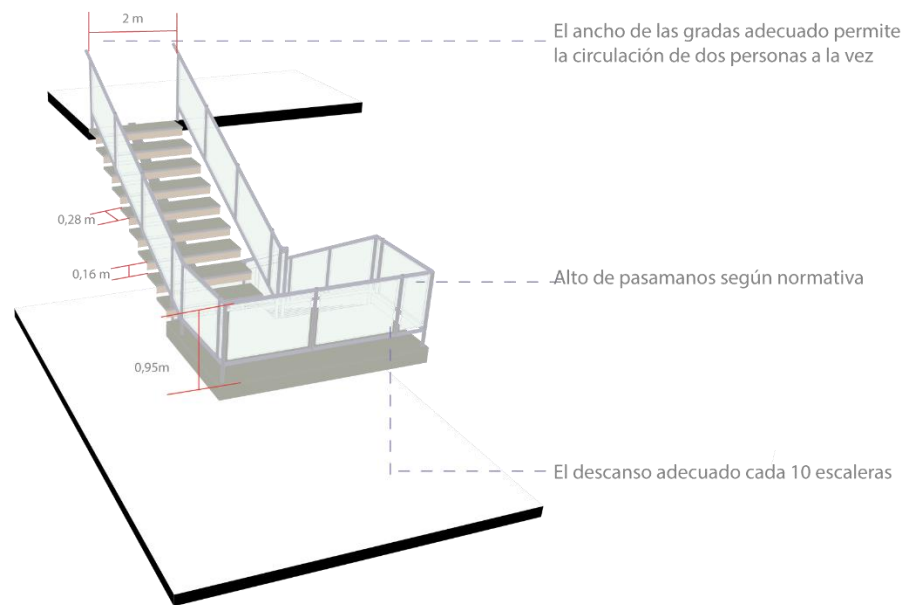 2 m
El ancho de las gradas adecuado permite
la circulación de dos personas a la vez
0,28 m
0,16 m
Alto de pasamanos según normativa
0,95m
El descanso adecuado cada 10 escaleras